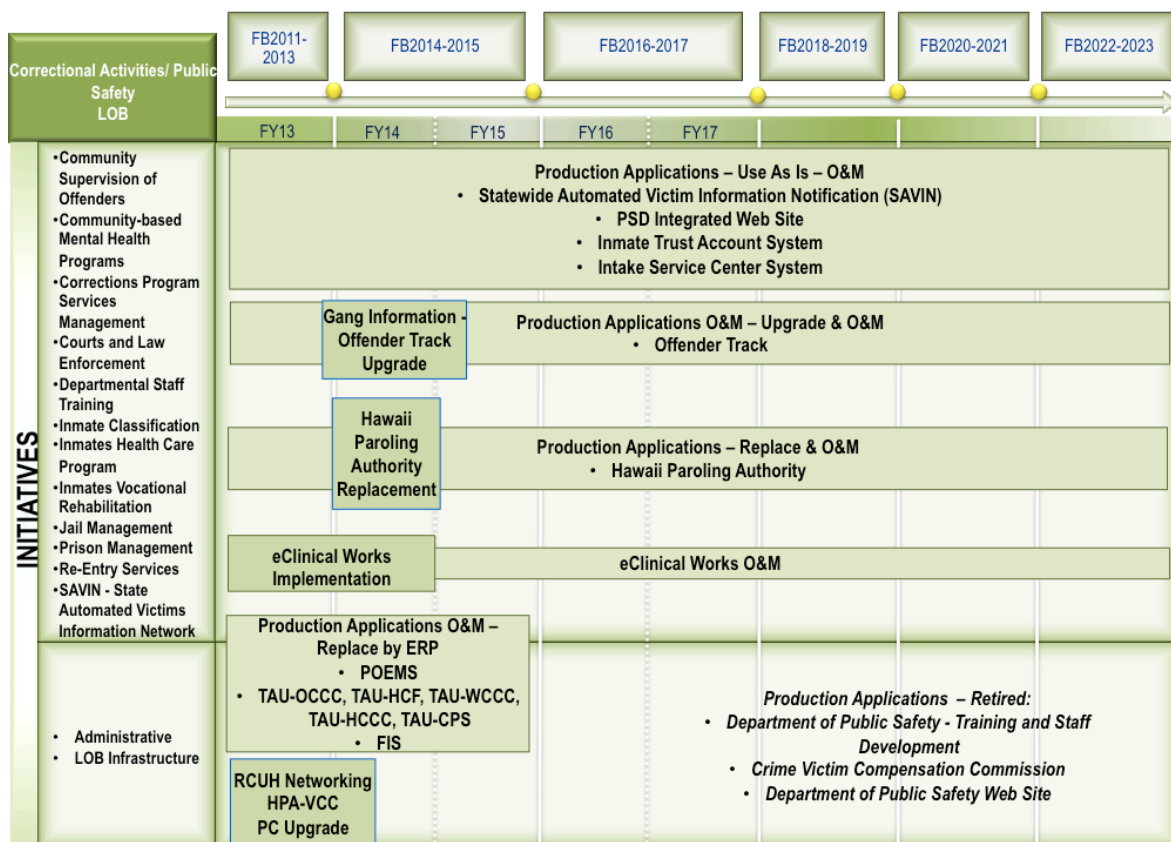 FB2011-
2013
FB2014-2015
FB2016-2017
FB2018-2019
FB2020-2021
FB2022-2023
Correctional Activities/ Public
Safety
LOB
FY13
FY14
FY15
FY16
FY17
INITIATIVES
•Community
Supervision of
Offenders
•Community-based
Mental Health
Programs
•Corrections Program
Services
Management
•Courts and Law
Enforcement
•Departmental Staff
Training
•Inmate Classification
•Inmates Health Care
Program
•Inmates Vocational
Rehabilitation
•Jail Management
•Prison Management
•Re-Entry Services
•SAVIN - State
Automated Victims
Information Network
Production Applications – Use As Is – O&M
• Statewide Automated Victim Information Notification (SAVIN)
• PSD Integrated Web Site
• Inmate Trust Account System
• Intake Service Center System
Gang Information -
Offender Track
Upgrade
Production Applications O&M – Upgrade & O&M
• Offender Track
Hawaii
Paroling
Authority
Replacement
Production Applications – Replace & O&M
• Hawaii Paroling Authority
eClinical Works
Implementation
eClinical Works O&M
Production Applications O&M –
Replace by ERP
• POEMS
• TAU-OCCC, TAU-HCF, TAU-WCCC,
TAU-HCCC, TAU-CPS
• FIS
• Administrative
• LOB Infrastructure
RCUH Networking
HPA-VCC
PC Upgrade
Production Applications – Retired:
• Department of Public Safety - Training and Staff
Development
• Crime Victim Compensation Commission
• Department of Public Safety Web Site